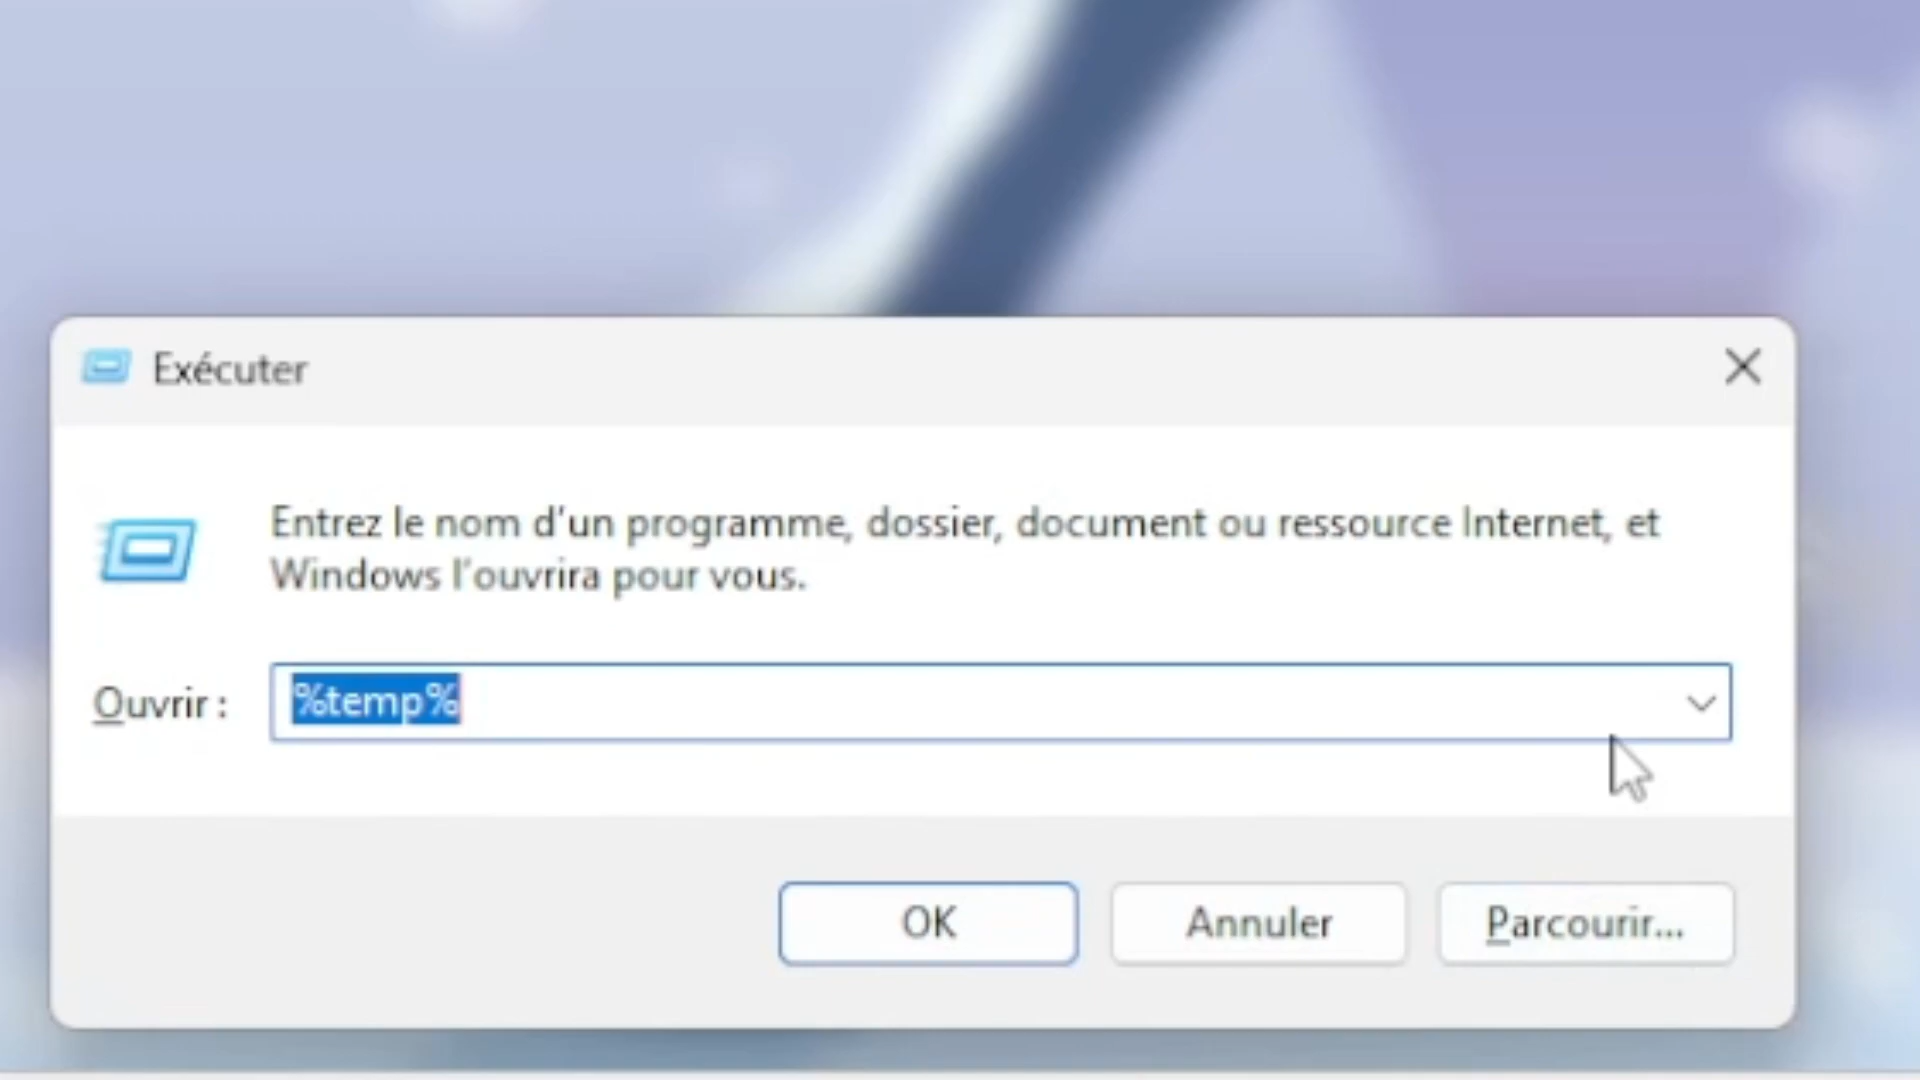 Exécuter
Entrez le nom d'un programme, dossier, document ou ressource Internet, et
Windows l'ouvrira pour vous.
Ouvrir :
%temp%
OK
Annuler
Parcourir...